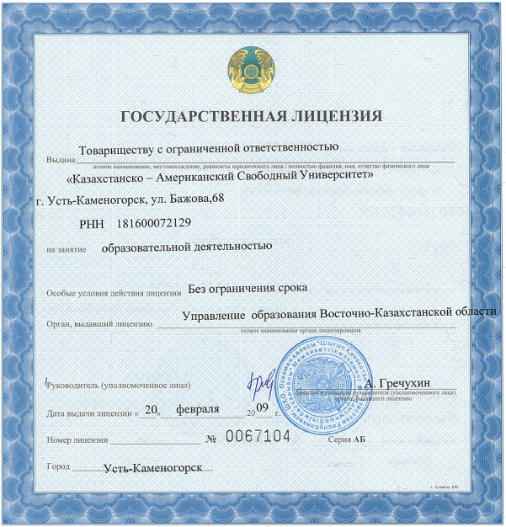 ГОСУДАРСТВЕННАЯ ЛИЦЕНЗИЯ
Выдана Товариществу с ограниченной ответственностью
полное наименование, местонахождение, реквизиты юридического лица / полностью фамилия, имя, отчество физического лица
«Казахстанско – Американский Свободный Университет»
г. Усть-Каменогорск, ул. Бажова,68
РНН 181600072129
на занятие образовательной деятельностью
Особые условия действия лицензии Без ограничения срока
Орган, выдавший лицензию Управление образования Восточно-Казахстанской области
полное наименование органа лицензирования
Руководитель (уполномоченное лицо) А. Гречухин
фамилия и инициалы руководителя (уполномоченного лица)
органа, выдавшего лицензию
Дата выдачи лицензии « 20, февраля 2009 г.
Номер лицензии № 0067104 Серия АБ
Город Усть-Каменогорск